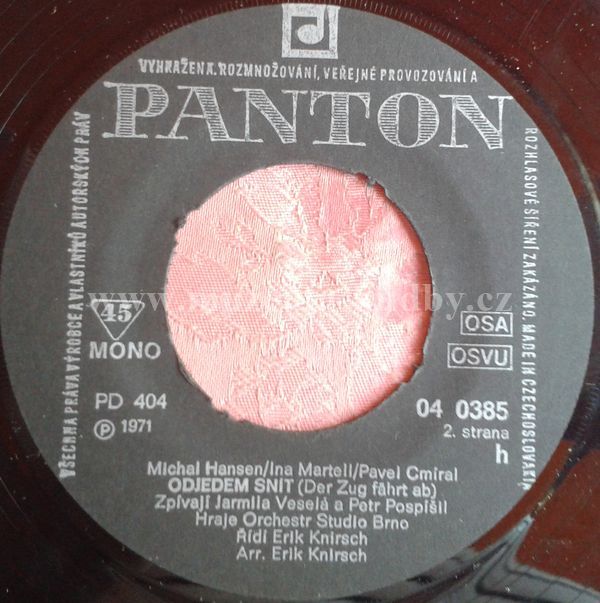 VYHRAŽENA. ROZMNOŽOVÁNÍ, VEŘEJNÉ PROVOZOVÁNÍ A
PANTON
VŠECHNA PRÁVA VÝROBCE A VLASTNÍKŮ AUTORSKÝCH PRÁV
ROZHLASOVÉ ŠÍŘENÍ ZAKÁZÁNO. MADE IN CZECHOSLOVAKIA
45
MONO
OSA
OSVU
PD 404
℗ 1971
04 0385
2. strana
h
Michal Hansen/Ina Martell/Pavel Cmíral
ODJEDEM SNÍT (Der Zug fährt ab)
Zpívají Jarmila Veselá a Petr Pospíšil
Hraje Orchestr Studio Brno
Řídí Erik Knirsch
Arr. Erik Knirsch